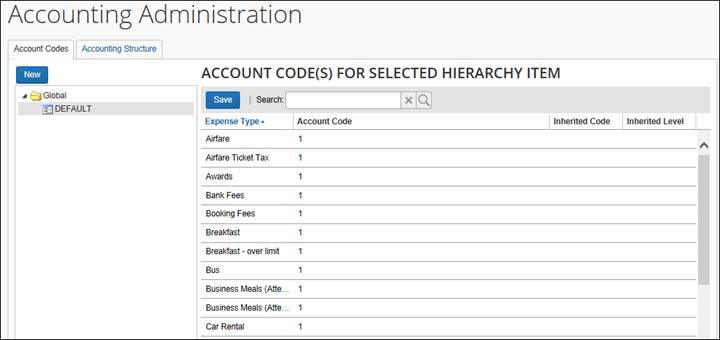 Accounting Administration
Account Codes Accounting Structure
New
ACCOUNT CODE(S) FOR SELECTED HIERARCHY ITEM
Global
DEFAULT
Save | Search:
Expense Type Account Code Inherited Code Inherited Level
Airfare 1
Airfare Ticket Tax 1
Awards 1
Bank Fees 1
Booking Fees 1
Breakfast 1
Breakfast - over limit 1
Bus 1
Business Meals (Atte... 1
Business Meals (Atte... 1
Car Rental 1